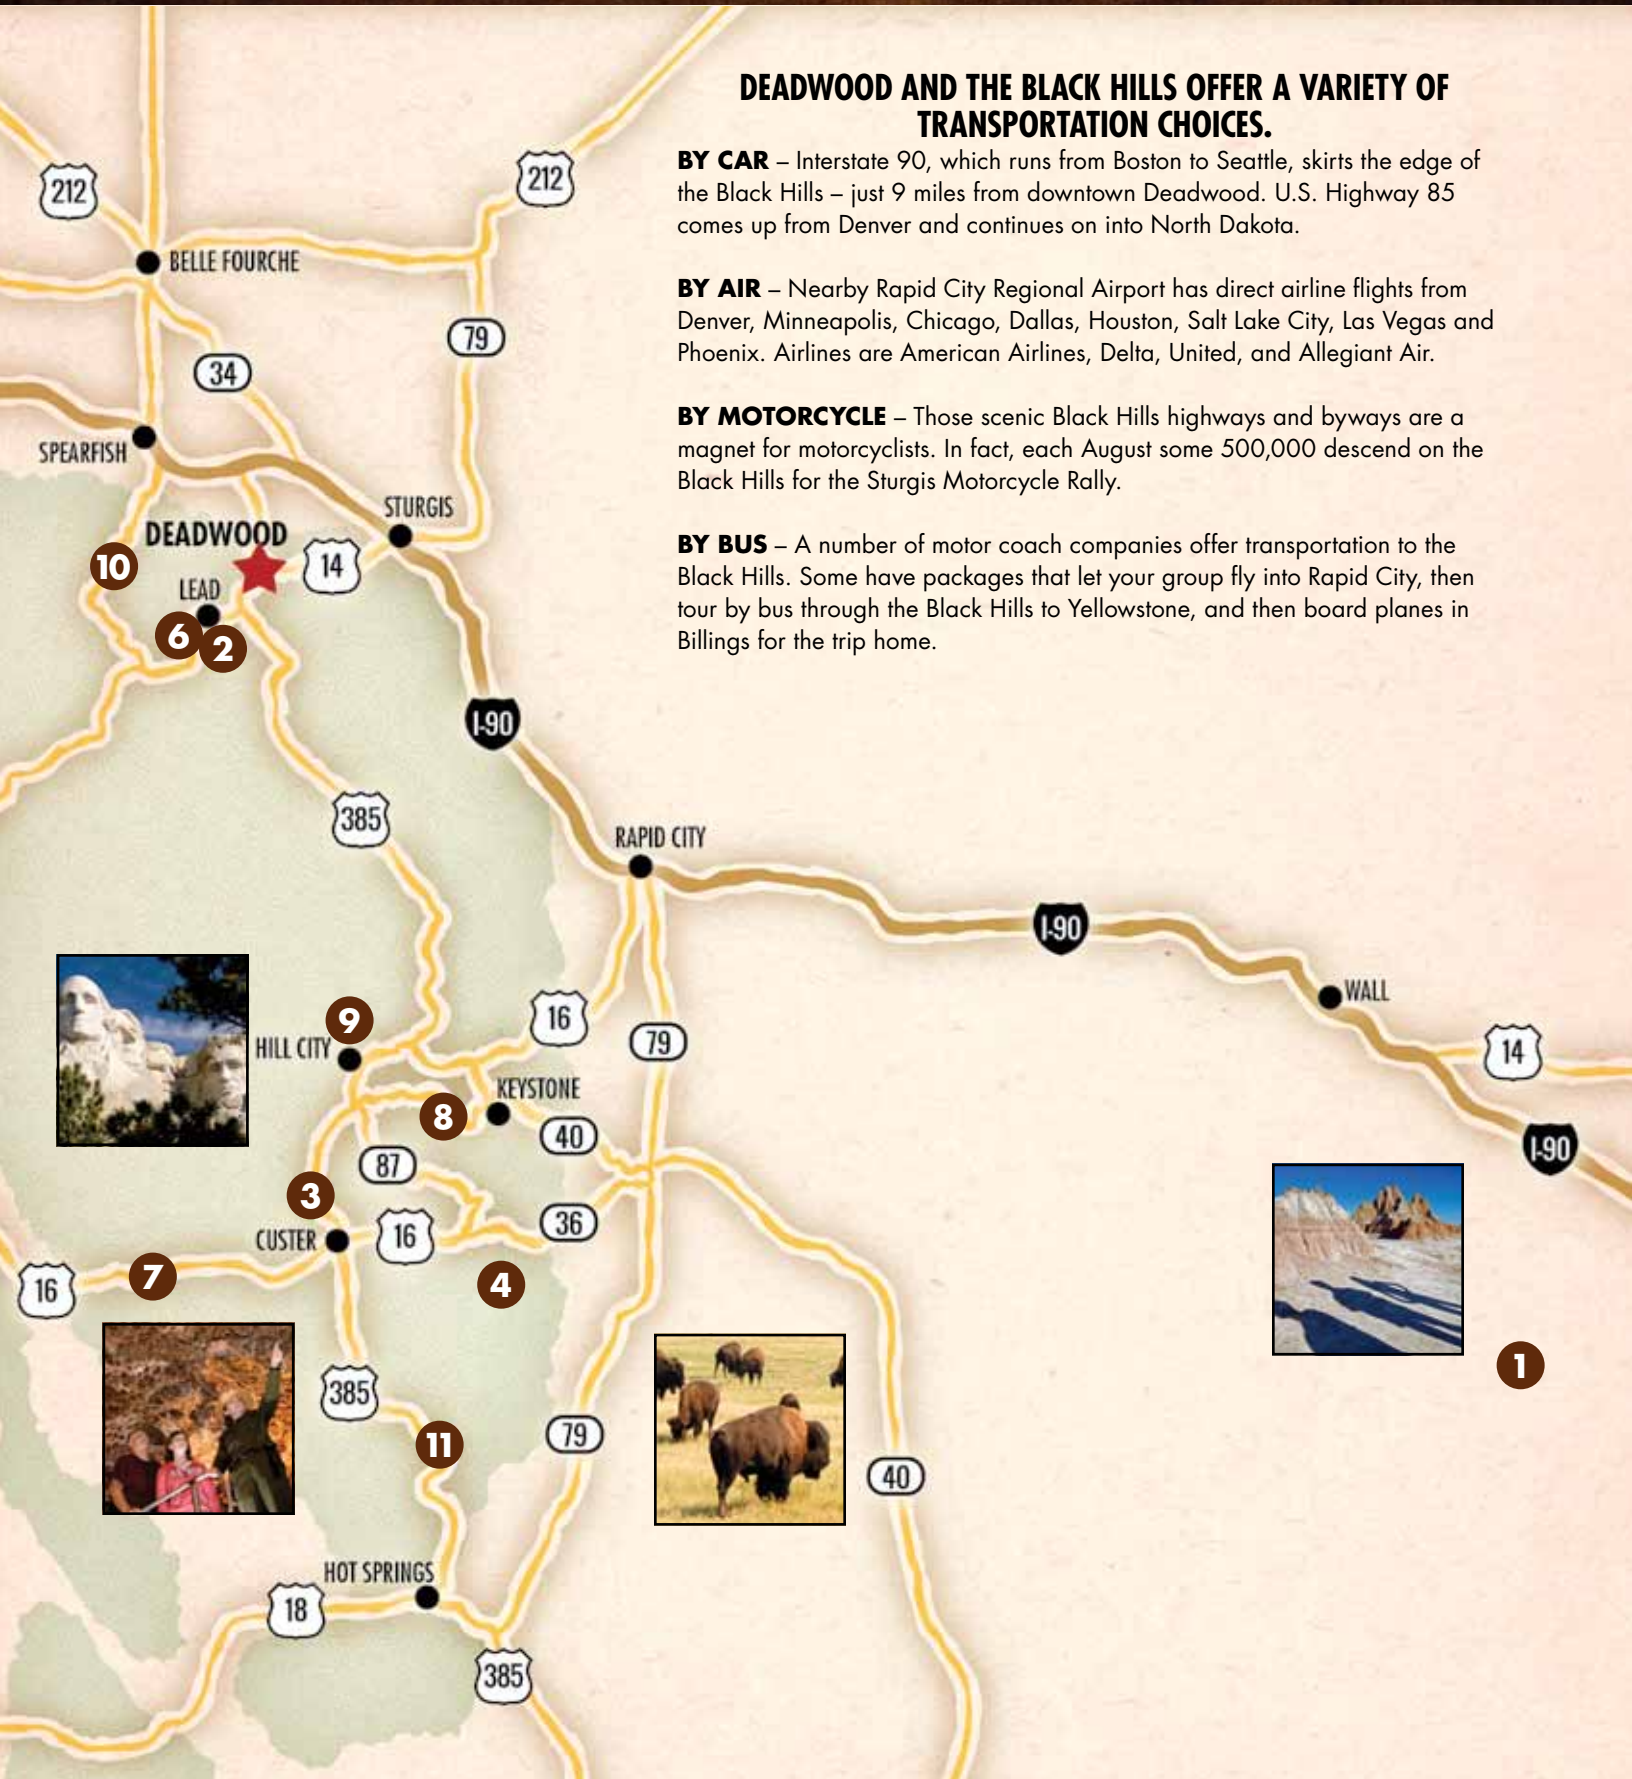 DEADWOOD AND THE BLACK HILLS OFFER A VARIETY OF
TRANSPORTATION CHOICES.
BY CAR – Interstate 90, which runs from Boston to Seattle, skirts the edge of
the Black Hills – just 9 miles from downtown Deadwood. U.S. Highway 85
comes up from Denver and continues on into North Dakota.
BY AIR – Nearby Rapid City Regional Airport has direct airline flights from
Denver, Minneapolis, Chicago, Dallas, Houston, Salt Lake City, Las Vegas and
Phoenix. Airlines are American Airlines, Delta, United, and Allegiant Air.
BY MOTORCYCLE – Those scenic Black Hills highways and byways are a
magnet for motorcyclists. In fact, each August some 500,000 descend on the
Black Hills for the Sturgis Motorcycle Rally.
BY BUS – A number of motor coach companies offer transportation to the
Black Hills. Some have packages that let your group fly into Rapid City, then
tour by bus through the Black Hills to Yellowstone, and then board planes in
Billings for the trip home.
212
212
BELLE FOURCHE
79
34
SPEARFISH
STURGIS
DEADWOOD
10
14
LEAD
6
2
I-90
385
RAPID CITY
I-90
WALL
14
9
16
HILL CITY
79
KEYSTONE
8
40
I-90
87
3
36
CUSTER
16
7
16
4
1
385
79
11
40
HOT SPRINGS
18
385